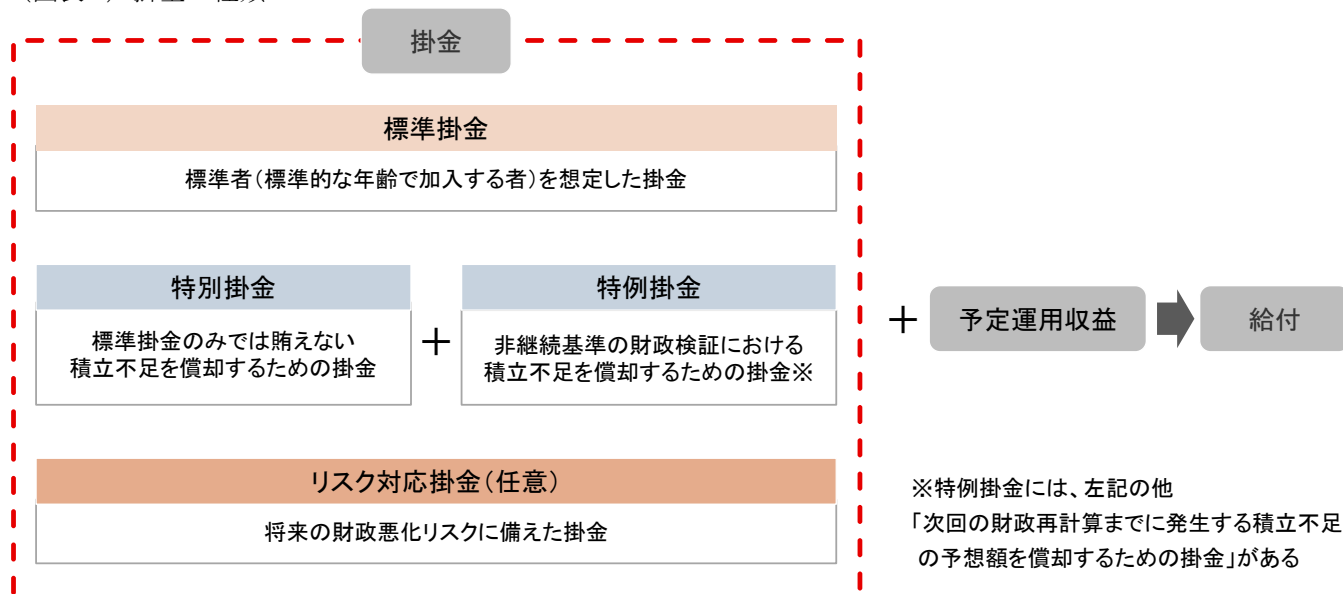 掛金
標準掛金
標準者(標準的な年齢で加入する者)を想定した掛金
特別掛金
標準掛金のみでは賄えない
積立不足を償却するための掛金
+
特例掛金
非継続基準の財政検証における
積立不足を償却するための掛金※
リスク対応掛金(任意)
将来の財政悪化リスクに備えた掛金
+
予定運用収益
給付
※特例掛金には、左記の他
「次回の財政再計算までに発生する積立不足
の予想額を償却するための掛金」がある